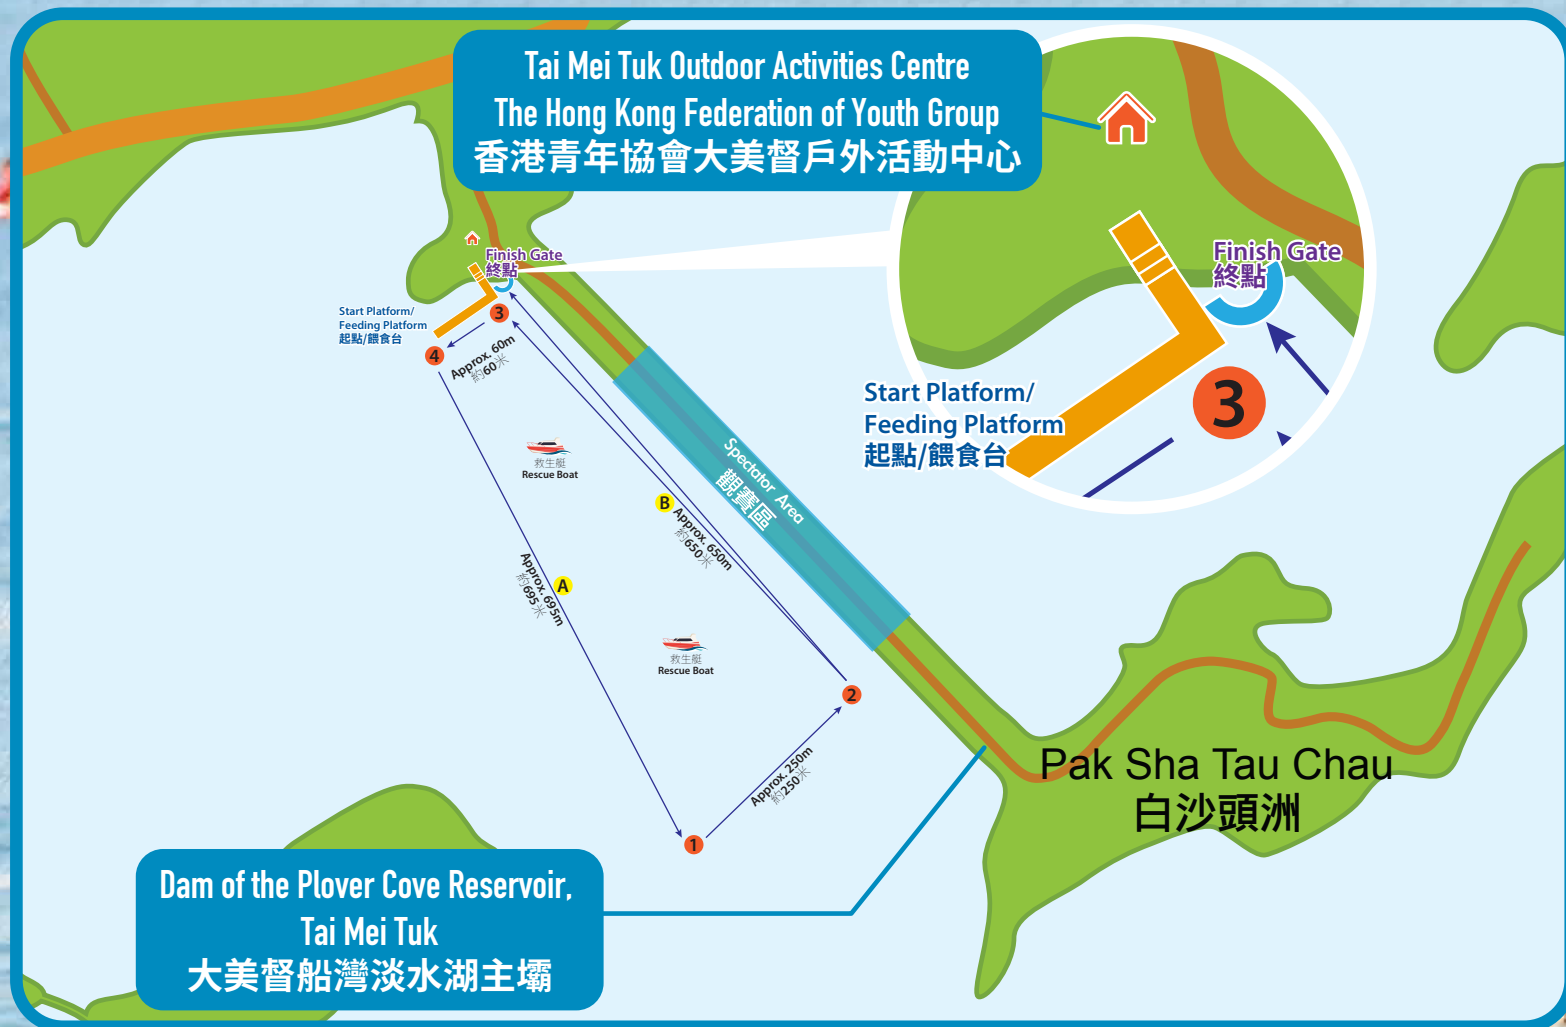 Tai Mei Tuk Outdoor Activities Centre
The Hong Kong Federation of Youth Group
香港青年協會大美督戶外活動中心
Finish Gate
終點
Start Platform/
Feeding Platform
起點/餵食台
3
4
Approx. 60m
約60米
救生艇
Rescue Boat
Spectator Area
觀賽區
B
Approx. 650m
約650米
A
Approx. 695m
約695米
救生艇
Rescue Boat
2
Approx. 250m
約250米
1
Finish Gate
終點
Start Platform/
Feeding Platform
起點/餵食台
3
Pak Sha Tau Chau
白沙頭洲
Dam of the Plover Cove Reservoir,
Tai Mei Tuk
大美督船灣淡水湖主壩